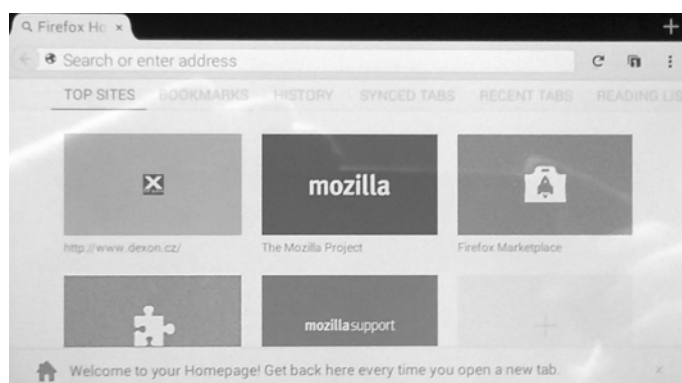 Firefox Ho
Search or enter address
TOP SITES BOOKMARKS HISTORY SYNCED TABS RECENT TABS READING LIS
mozilla
http://www.dexon.cz/ The Mozilla Project Firefox Marketplace
mozilla support
Welcome to your Homepage! Get back here every time you open a new tab.